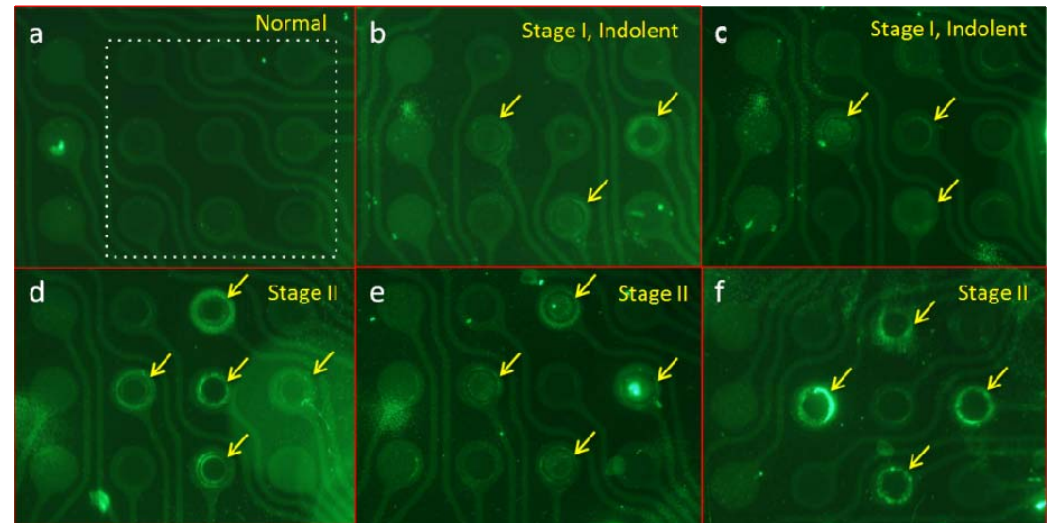 a
Normal
b
Stage I, Indolent
c
Stage I, Indolent
d
Stage II
e
Stage II
f
Stage II